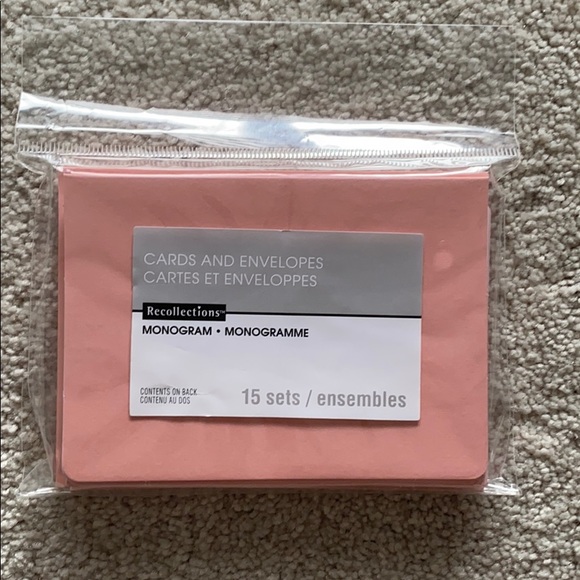 CARDS AND ENVELOPES
CARTES ET ENVELOPPES
Recollections™
MONOGRAM • MONOGRAMME
CONTENTS ON BACK
CONTENU AU DOS
15 sets / ensembles